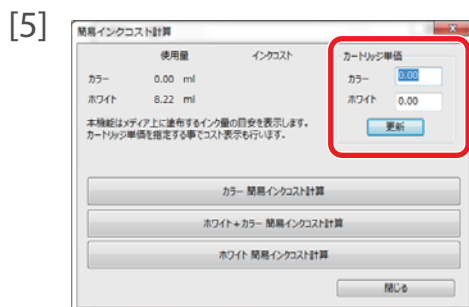 [5]
簡易インクコスト計算
使用量 インクコスト カートリッジ単価
カラー 0.00 ml カラー 0.00
ホワイト 8.22 ml ホワイト 0.00
本機能はメディア上に塗布するインク量の目安を表示します。
カートリッジ単価を指定する事でコスト表示も行います。
更新
カラー 簡易インクコスト計算
ホワイト+カラー 簡易インクコスト計算
ホワイト 簡易インクコスト計算
閉じる